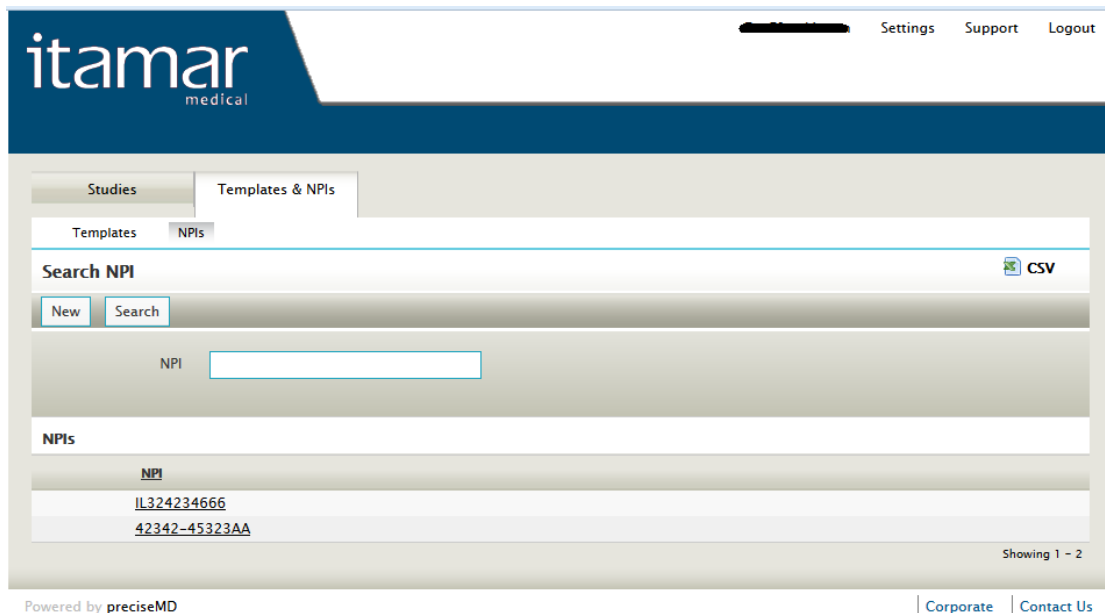 Settings Support Logout
itamar
medical
Studies Templates & NPIs
Templates NPIs
Search NPI CSV
New Search
NPI
NPIs
NPI
IL324234666
42342-45323AA
Showing 1 - 2
Powered by preciseMD Corporate Contact Us